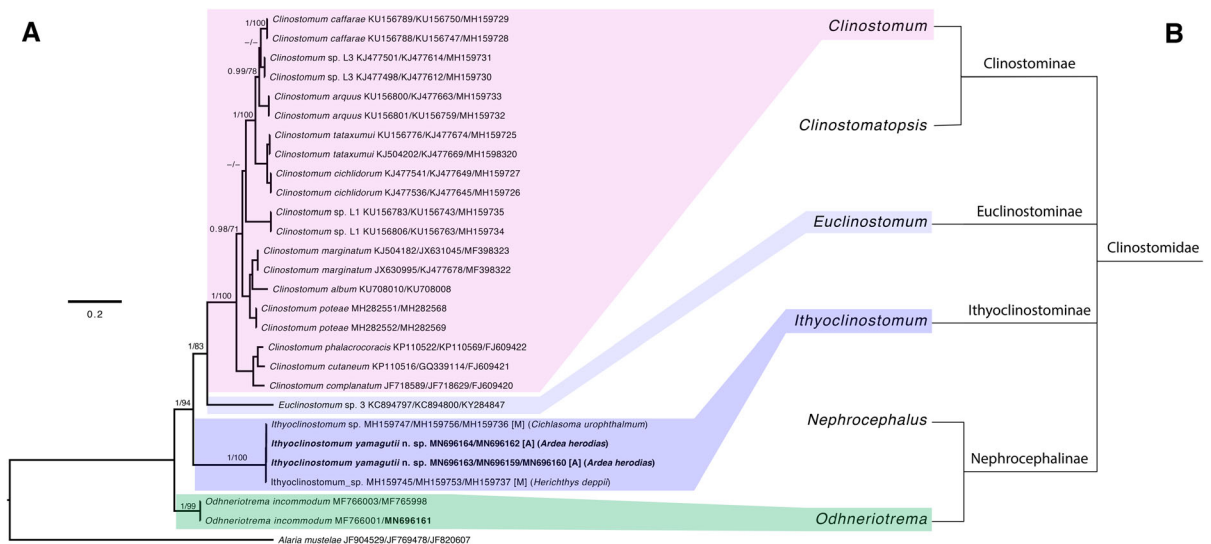 A
B
1/100
Clinostomum caffarae KU156789/KU156750/MH159729
Clinostomum caffarae KU156788/KU156747/MH159728
–/–
Clinostomum sp. L3 KJ477501/KJ477614/MH159731
0.99/78
Clinostomum sp. L3 KJ477498/KJ477612/MH159730
Clinostomum arquus KU156800/KJ477663/MH159733
1/100
Clinostomum arquus KU156801/KU156759/MH159732
Clinostomum tataxumui KU156776/KJ477674/MH159725
Clinostomum tataxumui KJ504202/KJ477669/MH1598320
–/–
Clinostomum cichlidorum KJ477541/KJ477649/MH159727
Clinostomum cichlidorum KJ477536/KJ477645/MH159726
Clinostomum sp. L1 KU156783/KU156743/MH159735
0.98/71
Clinostomum sp. L1 KU156806/KU156763/MH159734
Clinostomum marginatum KJ504182/JX631045/MF398323
Clinostomum marginatum JX630995/KJ477678/MF398322
Clinostomum album KU708010/KU708008
1/100
Clinostomum poteae MH282551/MH282568
Clinostomum poteae MH282552/MH282569
0.2
Clinostomum phalacrocoracis KP110522/KP110569/FJ609422
1/83
Clinostomum cutaneum KP110516/GQ339114/FJ609421
Clinostomum complanatum JF718589/JF718629/FJ609420
1/94
Euclinostomum sp. 3 KC894797/KC894800/KY284847
Ithyoclinostomum sp. MH159747/MH159756/MH159736 [M] (Cichlasoma urophthalmum)
Ithyoclinostomum yamagutii n. sp. MN696164/MN696162 [A] (Ardea herodias)
1/100
Ithyoclinostomum yamagutii n. sp. MN696163/MN696159/MN696160 [A] (Ardea herodias)
Ithyoclinostomum_sp. MH159745/MH159753/MH159737 [M] (Herichthys deppii)
1/99
Odhneriotrema incommodum MF766003/MF765998
Odhneriotrema incommodum MF766001/MN696161
Alaria mustelae JF904529/JF769478/JF820607
Clinostomum
Clinostominae
Clinostomatopsis
Euclinostomum
Euclinostominae
Clinostomidae
Ithyoclinostomum
Ithyoclinostominae
Nephrocephalus
Nephrocephalinae
Odhneriotrema